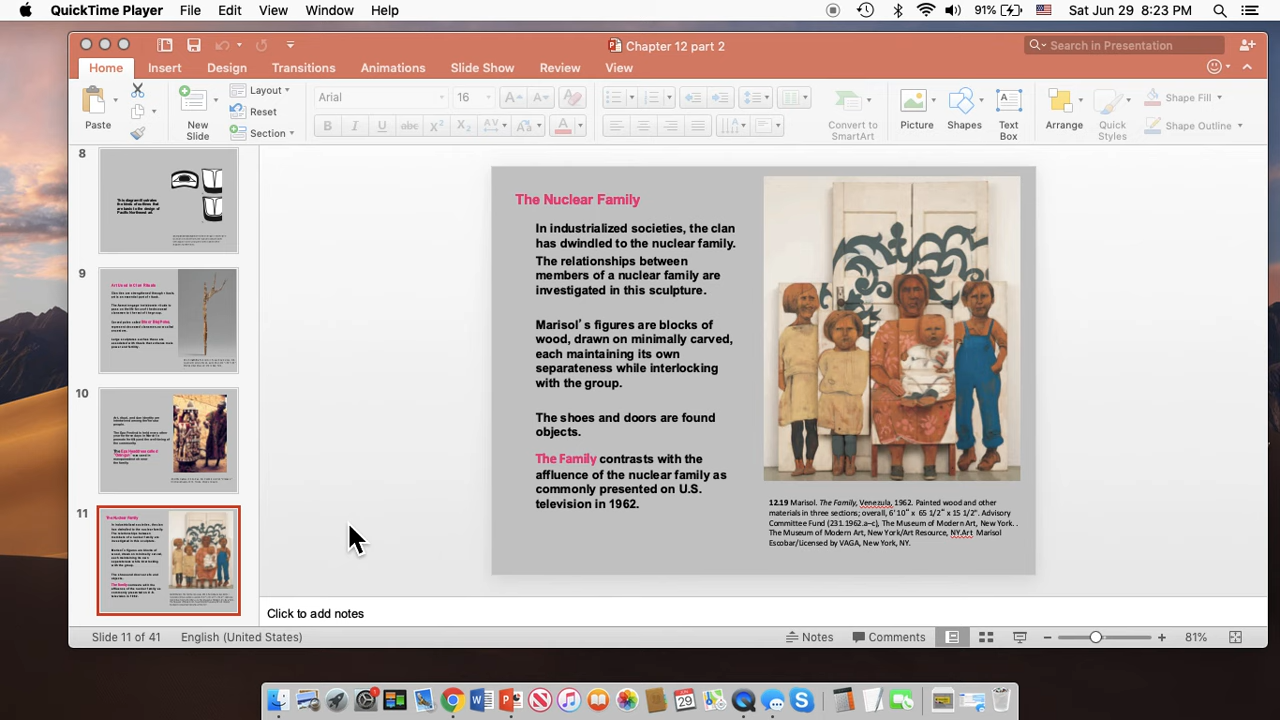 QuickTime Player File Edit View Window Help 91% Sat Jun 29 8:23 PM
Chapter 12 part 2 Search in Presentation
Home Insert Design Transitions Animations Slide Show Review View
Paste New Slide Layout Reset Section Arial 16 Convert to SmartArt Picture Shapes Text Box Arrange Quick Styles Shape Fill Shape Outline
8
This diagram illustrates
9
10
11
The Nuclear Family
In industrialized societies, the clan
has dwindled to the nuclear family.
The relationships between
members of a nuclear family are
investigated in this sculpture.
Marisol's figures are blocks of
wood, drawn on minimally carved,
each maintaining its own
separateness while interlocking
with the group.
The shoes and doors are found
objects.
The Family contrasts with the
affluence of the nuclear family as
commonly presented on U.S.
television in 1962.
12.19 Marisol. The Family, Venezula, 1962. Painted wood and other
materials in three sections; overall, 6'10" x 65 1/2" x 15 1/2". Advisory
Committee Fund (231.1962.a–c), The Museum of Modern Art, New York. .
The Museum of Modern Art, New York/Art Resource, NY.Art Marisol
Escobar/Licensed by VAGA, New York, NY.
Click to add notes
Slide 11 of 41 English (United States) Notes Comments 81%